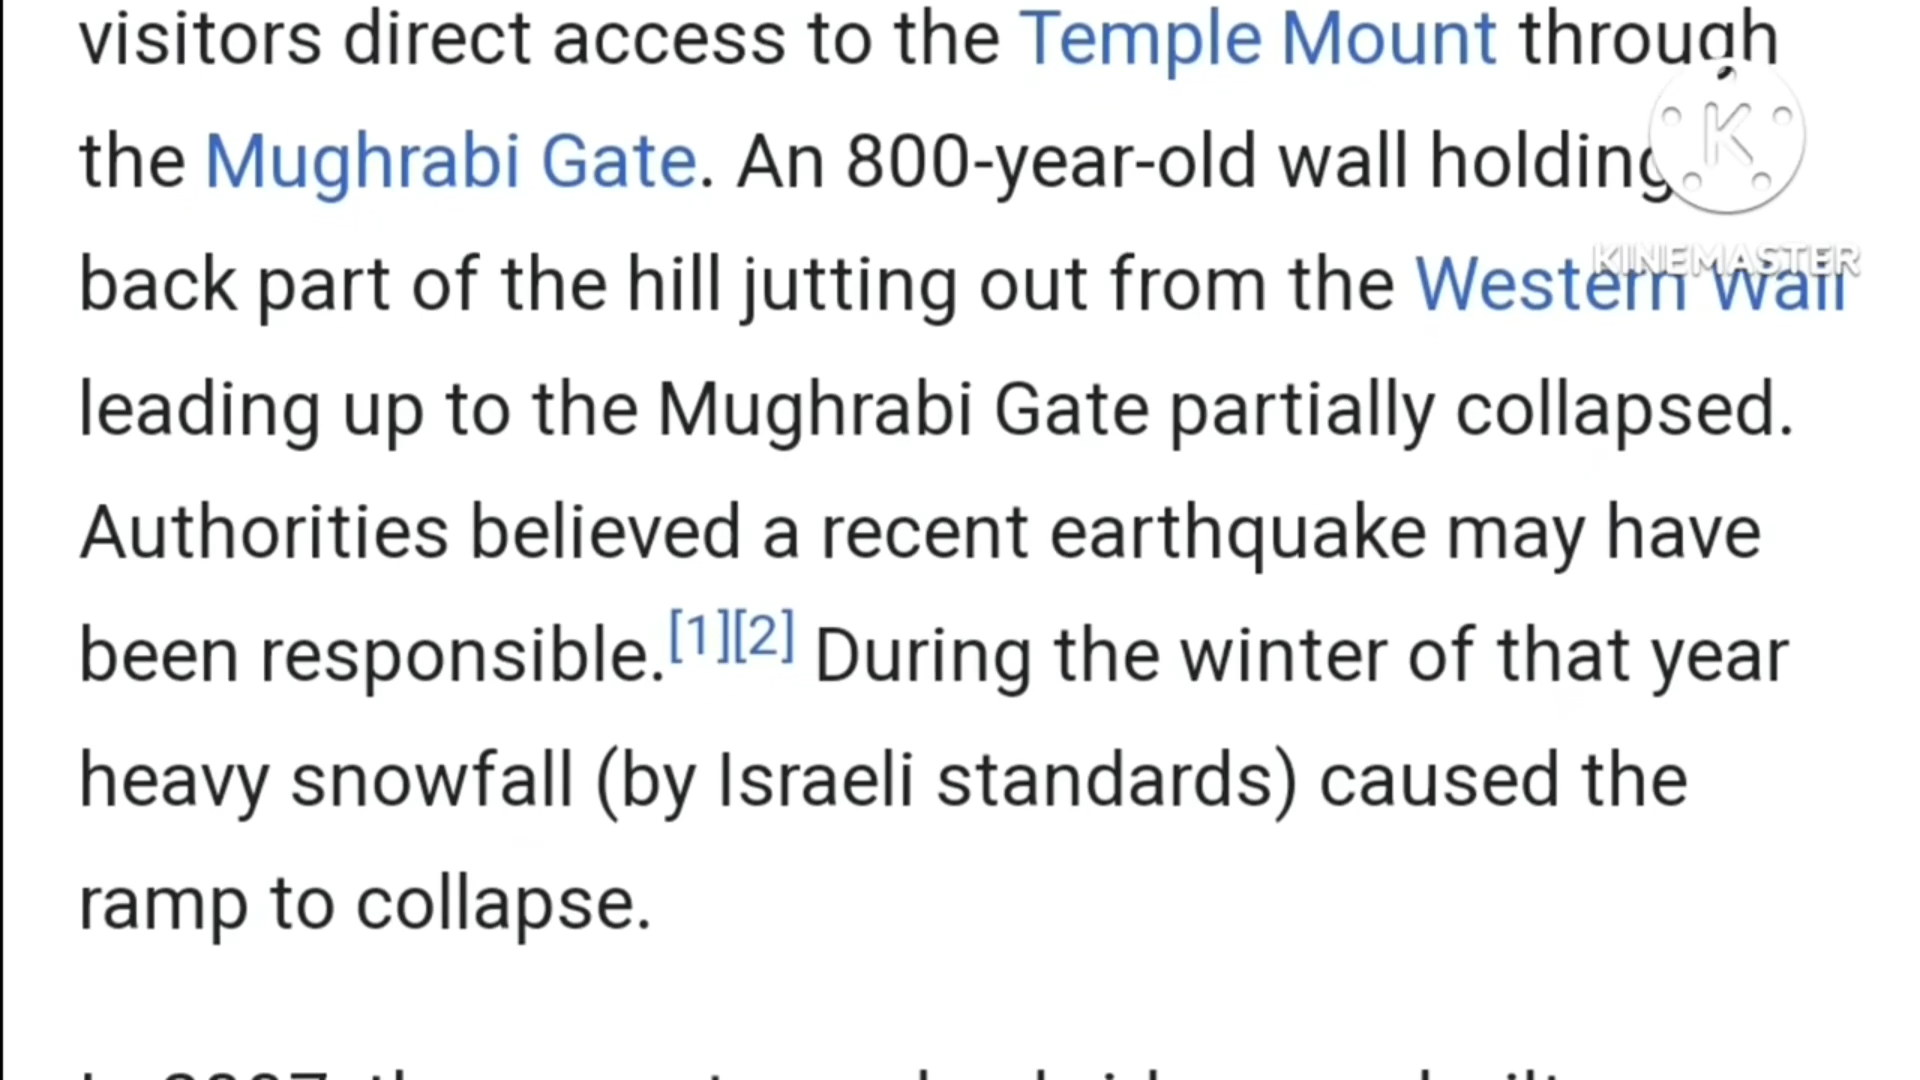 visitors direct access to the Temple Mount through
the Mughrabi Gate. An 800-year-old wall holding
K
KINEMASTER
back part of the hill jutting out from the Western Wall
leading up to the Mughrabi Gate partially collapsed.
Authorities believed a recent earthquake may have
been responsible.[1][2] During the winter of that year
heavy snowfall (by Israeli standards) caused the
ramp to collapse.